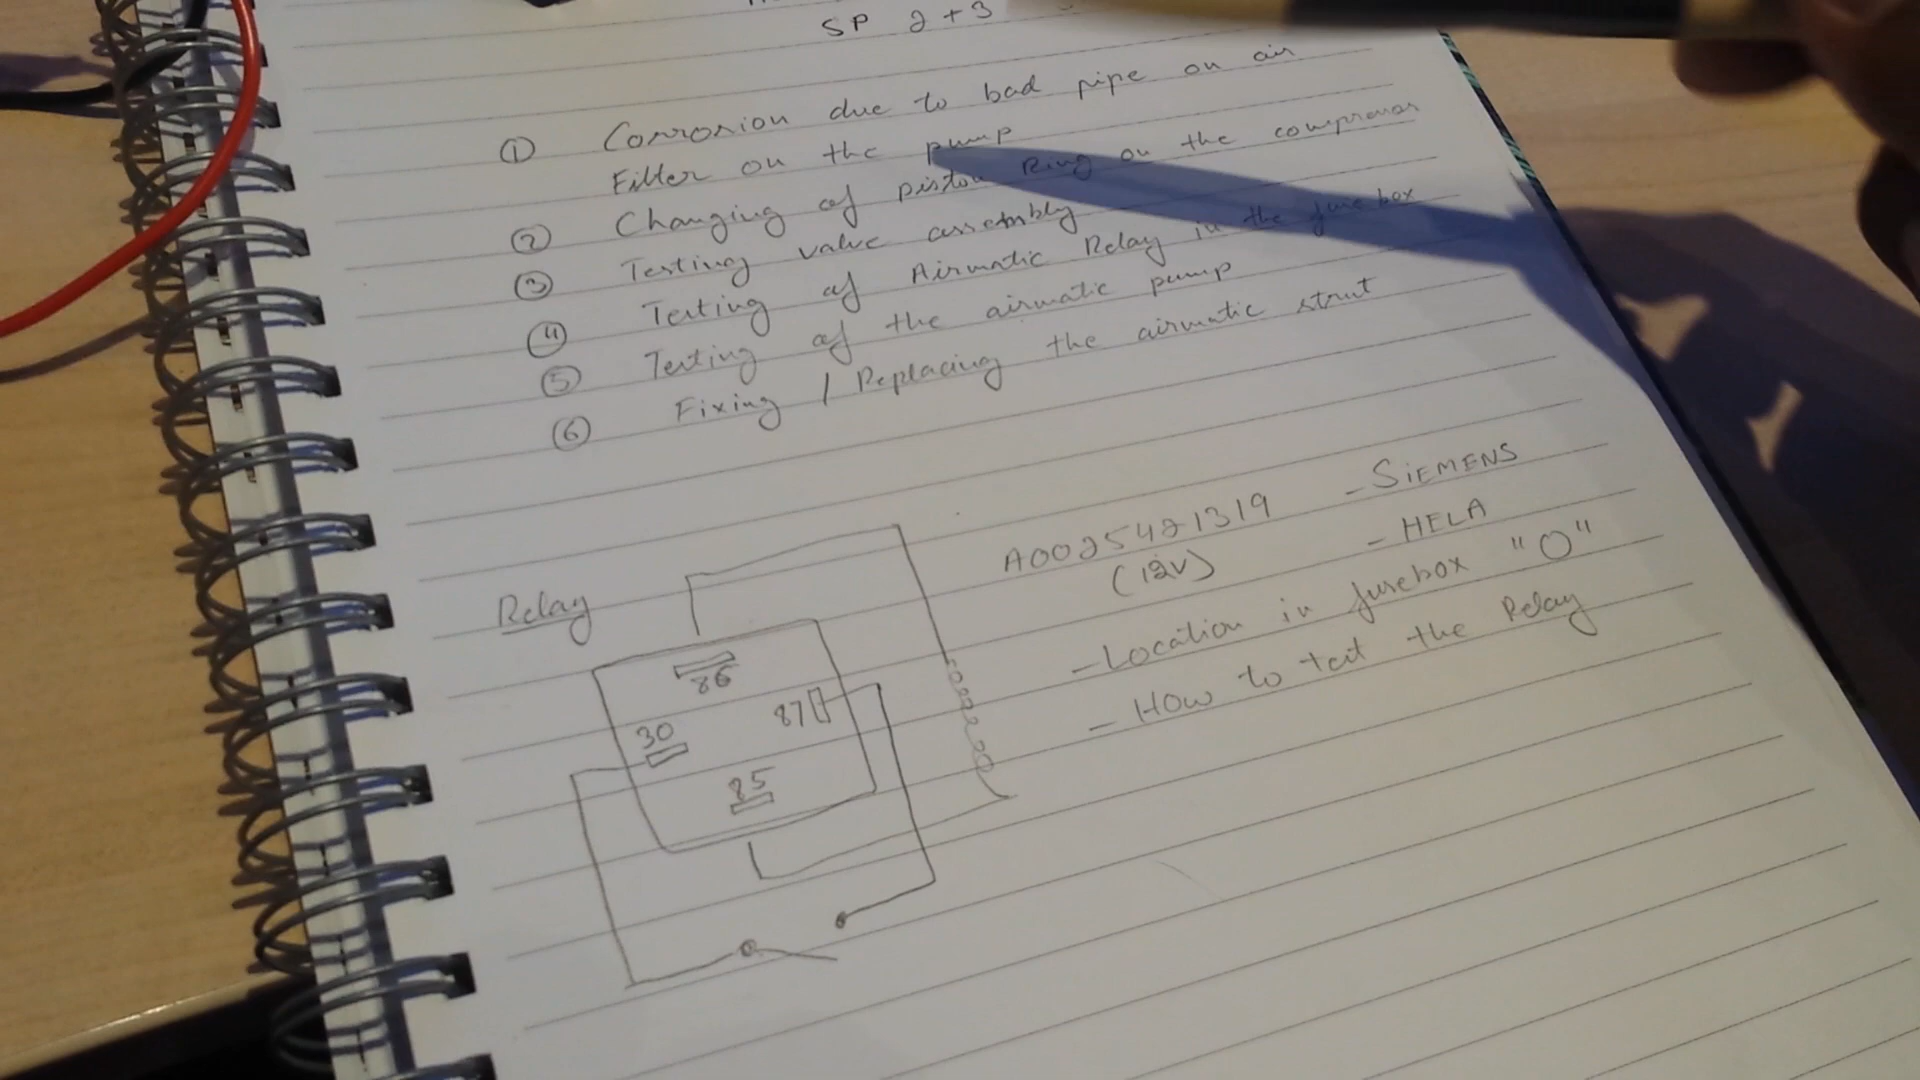 SP 2+3
① Corrosion due to bad pipe on air
Filter on the pump
② Changing of piston Ring on the compressor
③ Testing valve assembly
④ Testing of Airmatic Relay in the fuse box
⑤ Testing of the airmatic pump
⑥ Fixing / Replacing the airmatic strut
A0025421319 - SiEMENS
(12V) - HELA
Relay
- Location in fusebox "O"
- How to test the Relay
86
87
30
85